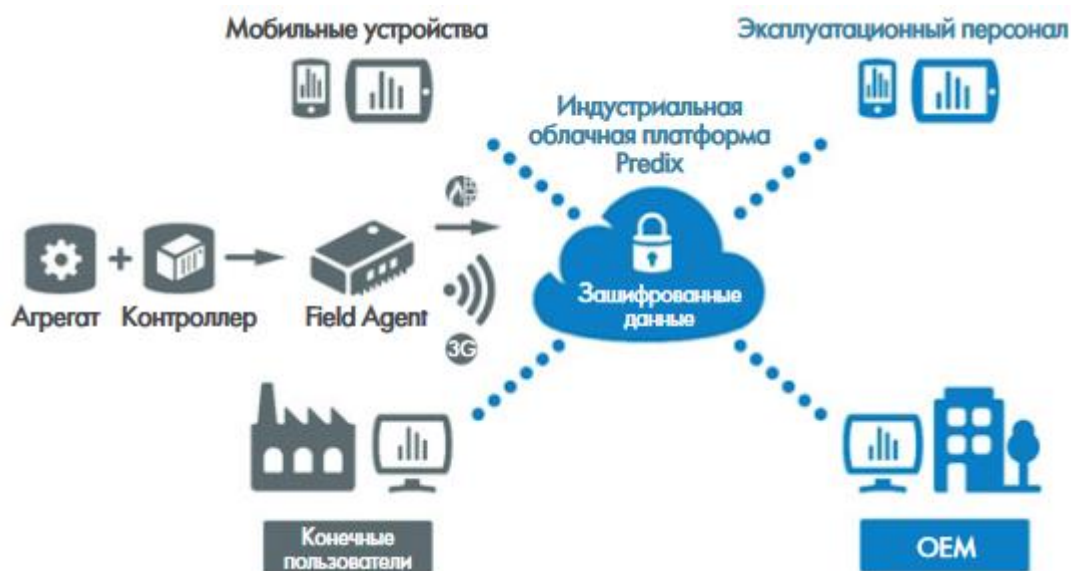 Мобильные устройства
Эксплуатационный персонал
Индустриальная
облачная платформа
Predix
Агрегат + Контроллер
Field Agent
3G
Зашифрованные
данные
Конечные
пользователи
OEM